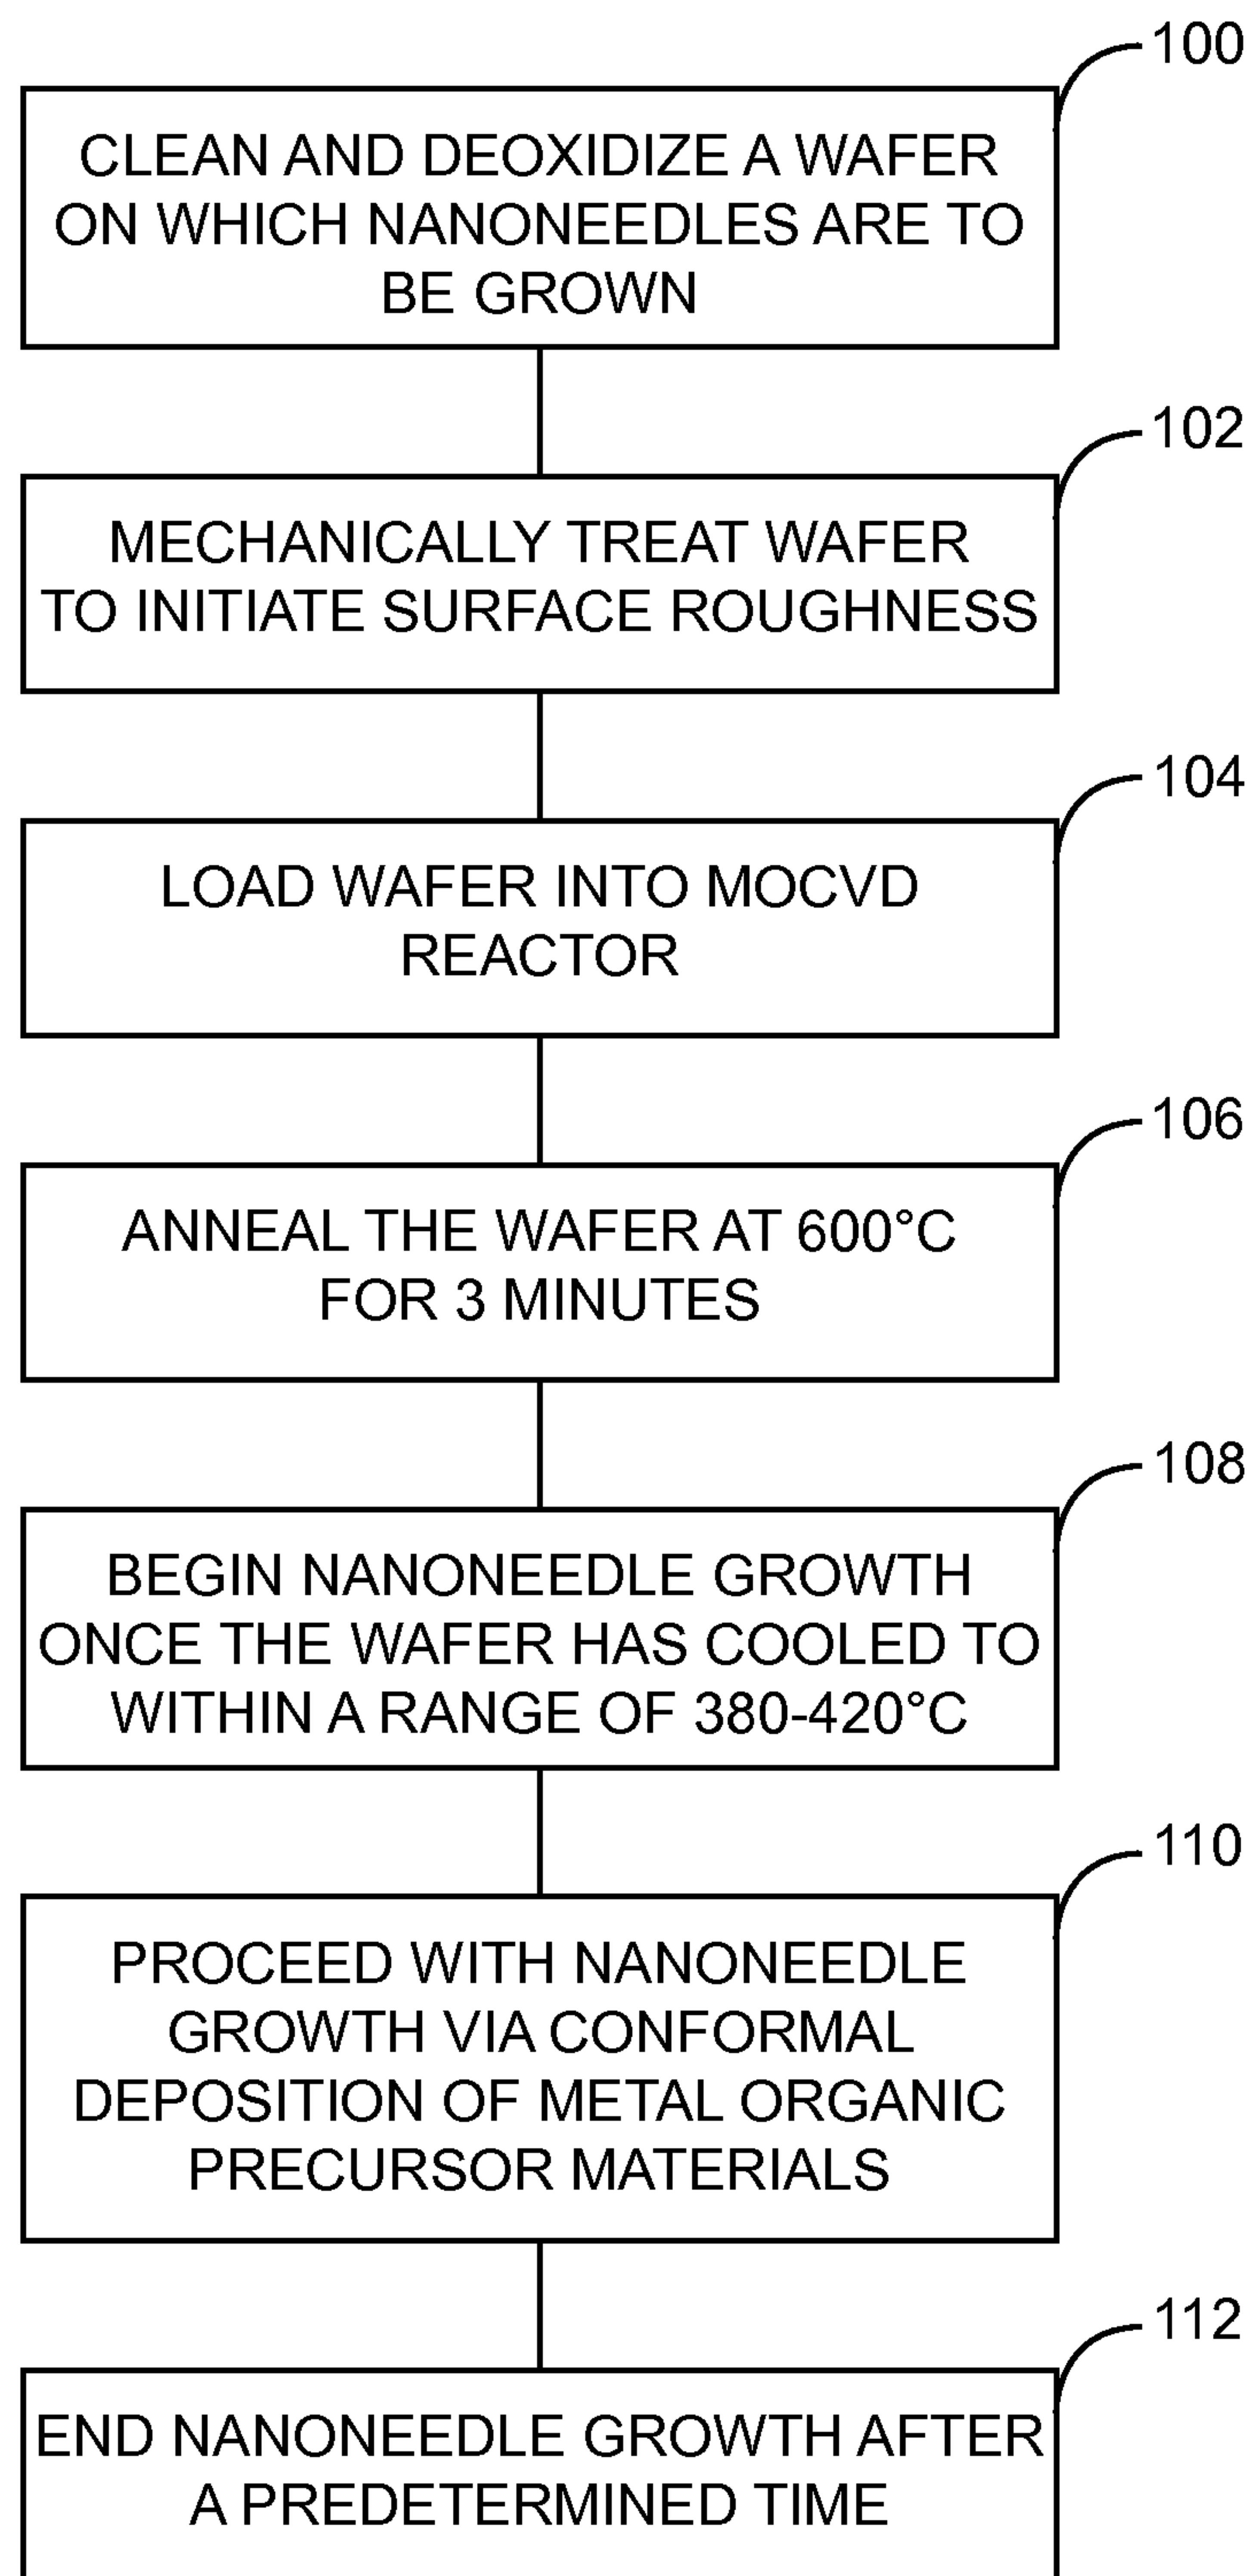 100
CLEAN AND DEOXIDIZE A WAFER
ON WHICH NANONEEDLES ARE TO
BE GROWN
102
MECHANICALLY TREAT WAFER
TO INITIATE SURFACE ROUGHNESS
104
LOAD WAFER INTO MOCVD
REACTOR
106
ANNEAL THE WAFER AT 600°C
FOR 3 MINUTES
108
BEGIN NANONEEDLE GROWTH
ONCE THE WAFER HAS COOLED TO
WITHIN A RANGE OF 380-420°C
110
PROCEED WITH NANONEEDLE
GROWTH VIA CONFORMAL
DEPOSITION OF METAL ORGANIC
PRECURSOR MATERIALS
112
END NANONEEDLE GROWTH AFTER
A PREDETERMINED TIME